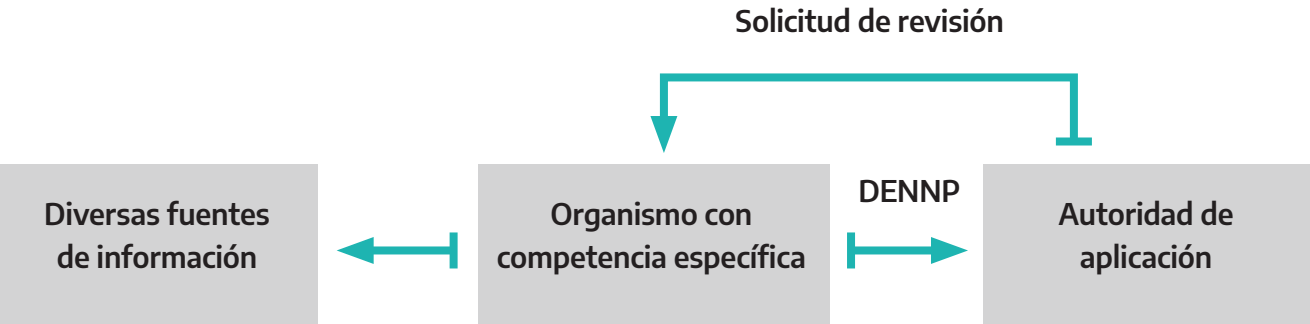 Solicitud de revisión
Diversas fuentes
de información
Organismo con
competencia específica
DENNP
Autoridad de
aplicación